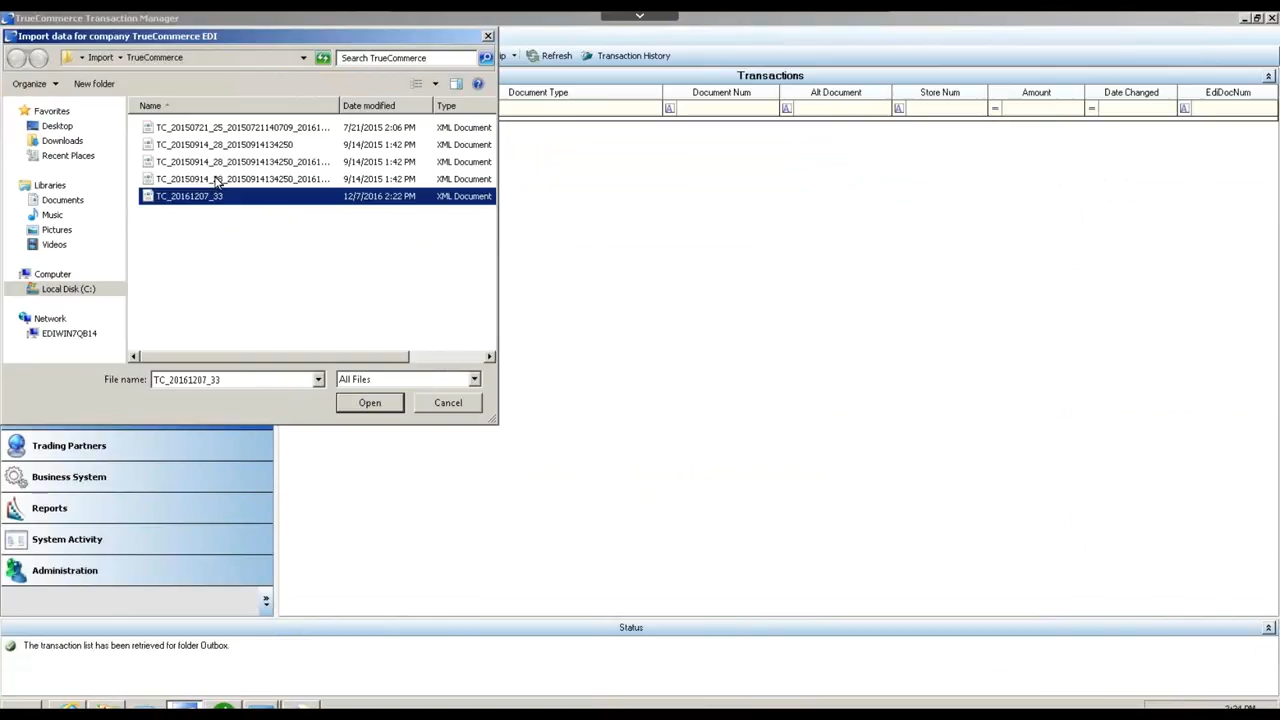 TrueCommerce Transaction Manager
Import data for company TrueCommerce EDI
Import TrueCommerce
Search TrueCommerce
Refresh Transaction History
Organize New folder
Transactions
Document Type Document Num Alt Document Store Num Amount Date Changed EdiDocNum
Favorites
Desktop
Downloads
Recent Places
Libraries
Documents
Music
Pictures
Videos
Computer
Local Disk (C:)
Network
EDIWIN7QB14
Name Date modified Type
TC_20150721_25_20150721140709_20161... 7/21/2015 2:06 PM XML Document
TC_20150914_28_20150914134250 9/14/2015 1:42 PM XML Document
TC_20150914_28_20150914134250_20161... 9/14/2015 1:42 PM XML Document
TC_20150914_28_20150914134250_20161... 9/14/2015 1:42 PM XML Document
TC_20161207_33 12/7/2016 2:22 PM XML Document
File name: TC_20161207_33 All Files
Open Cancel
Trading Partners
Business System
Reports
System Activity
Administration
Status
The transaction list has been retrieved for folder Outbox.